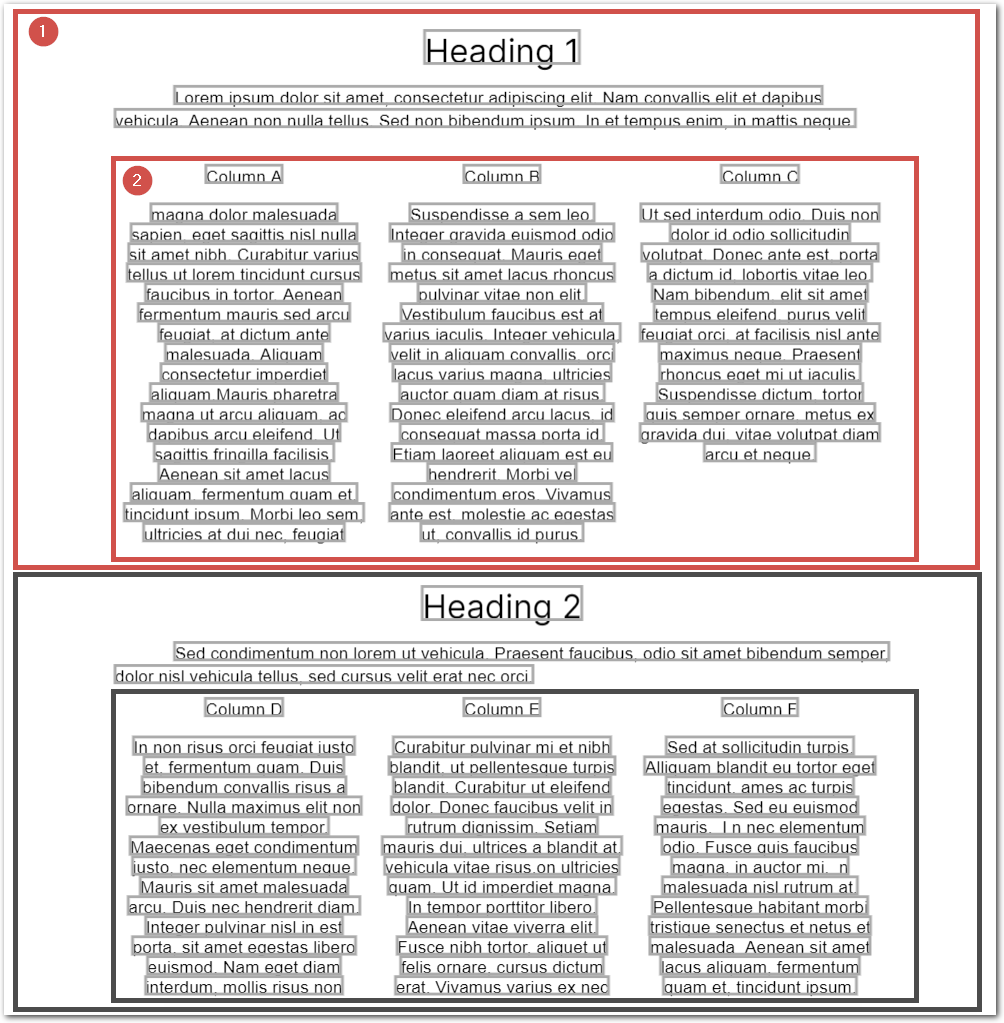 1
Heading 1
Lorem ipsum dolor sit amet, consectetur adipiscing elit. Nam convallis elit et dapibus
vehicula. Aenean non nulla tellus. Sed non bibendum ipsum. In et tempus enim, in mattis neque.
2
Column A
magna dolor malesuada
sapien, eget sagittis nisl nulla
sit amet nibh. Curabitur varius
tellus ut lorem tincidunt cursus
faucibus in tortor. Aenean
fermentum mauris sed arcu
feugiat, at dictum ante
malesuada. Aliquam
consectetur imperdiet
aliquam Mauris pharetra
magna ut arcu aliquam, ac
dapibus arcu eleifend. Ut
sagittis fringilla facilisis.
Aenean sit amet lacus
aliquam, fermentum quam et,
tincidunt ipsum. Morbi leo sem,
ultricies at dui nec, feugiat
Column B
Suspendisse a sem leo.
Integer gravida euismod odio
in consequat. Mauris eget
metus sit amet lacus rhoncus
pulvinar vitae non elit.
Vestibulum faucibus est at
varius iaculis. Integer vehicula,
velit in aliquam convallis, orci
lacus varius magna, ultricies
auctor quam diam at risus.
Donec eleifend arcu lacus, id
consequat massa porta id.
Etiam laoreet aliquam est eu
hendrerit. Morbi vel
condimentum eros. Vivamus
ante est, molestie ac egestas
ut, convallis id purus.
Column C
Ut sed interdum odio. Duis non
dolor id odio sollicitudin
volutpat. Donec ante est, porta
a dictum id, lobortis vitae leo.
Nam bibendum, elit sit amet
tempus eleifend, purus velit
feugiat orci, at facilisis nisl ante
maximus neque. Praesent
rhoncus eget mi ut iaculis.
Suspendisse dictum, tortor
quis semper ornare, metus ex
gravida dui, vitae volutpat diam
arcu et neque.
Heading 2
Sed condimentum non lorem ut vehicula. Praesent faucibus, odio sit amet bibendum semper,
dolor nisl vehicula tellus, sed cursus velit erat nec orci.
Column D
In non risus orci feugiat justo
et, fermentum quam. Duis
bibendum convallis risus a
ornare. Nulla maximus elit non
ex vestibulum tempor.
Maecenas eget condimentum
justo, nec elementum neque.
Mauris sit amet malesuada
arcu. Duis nec hendrerit diam.
Integer pulvinar nisl in est
porta, sit amet egestas libero
euismod. Nam eget diam
interdum, mollis risus non
Column E
Curabitur pulvinar mi et nibh
blandit, ut pellentesque turpis
blandit. Curabitur ut eleifend
dolor. Donec faucibus velit in
rutrum dignissim. Setiam
mauris dui, ultrices a blandit at,
vehicula vitae risus.on ultricies
quam. Ut id imperdiet magna.
In tempor porttitor libero.
Aenean vitae viverra elit.
Fusce nibh tortor, aliquet ut
felis ornare, cursus dictum
erat. Vivamus varius ex nec
Column F
Sed at sollicitudin turpis.
Alliquam blandit eu tortor eget
tincidunt. ames ac turpis
egestas. Sed eu euismod
mauris. I n nec elementum
odio. Fusce quis faucibus
magna, in auctor mi. n
malesuada nisl rutrum at.
Pellentesque habitant morbi
tristique senectus et netus et
malesuada. Aenean sit amet
lacus aliquam, fermentum
quam et, tincidunt ipsum.